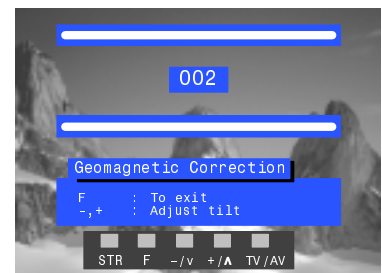 002
Geomagnetic Correction
F : To exit
-,+ : Adjust tilt
STR F -/v +/ʌ TV/AV